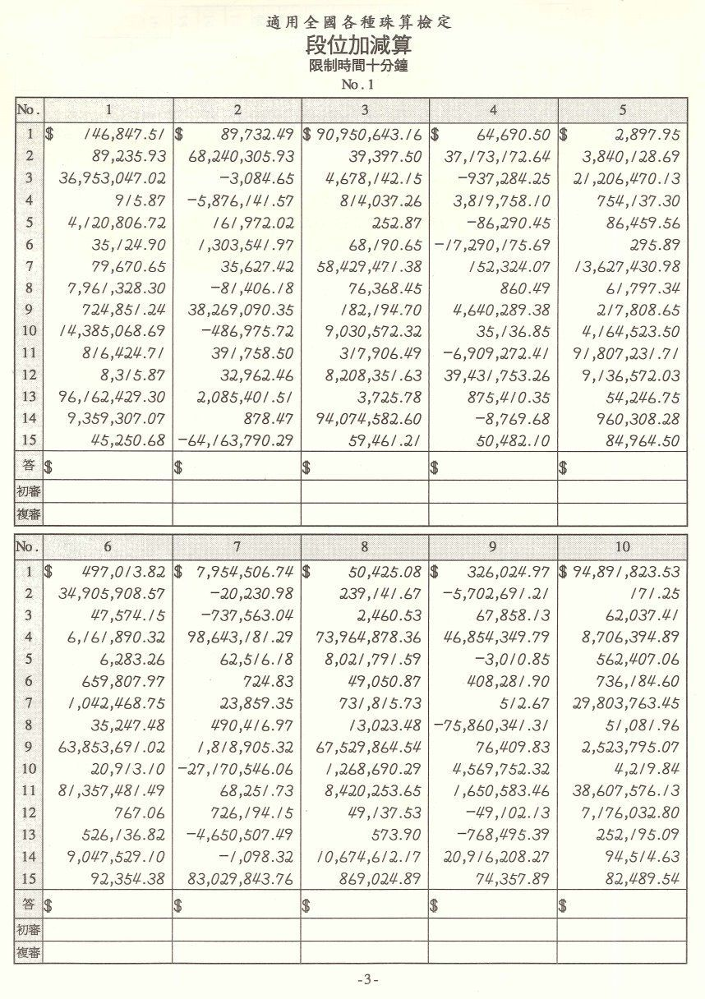 適用全國各種珠算檢定
段位加減算
限制時間十分鐘
No. 1
No. 1 2 3 4 5
1 $ 146,847.51 $ 89,732.49 $ 90,950,643.16 $ 64,690.50 $ 2,897.95
2 89,235.93 68,240,305.93 39,397.50 37,173,172.64 3,840,128.69
3 36,953,047.02 -3,084.65 4,678,142.15 -937,284.25 21,206,470.13
4 915.87 -5,876,141.57 814,037.26 3,819,758.10 754,137.30
5 4,120,806.72 161,972.02 252.87 -86,290.45 86,459.56
6 35,124.90 1,303,541.97 68,190.65 -17,290,175.69 295.89
7 79,670.65 35,627.42 58,429,471.38 152,324.07 13,627,430.98
8 7,961,328.30 -81,406.18 76,368.45 860.49 61,797.34
9 724,851.24 38,269,090.35 182,194.70 4,640,289.38 217,808.65
10 14,385,068.69 -486,975.72 9,030,572.32 35,136.85 4,164,523.50
11 816,424.71 391,758.50 317,906.49 -6,909,272.41 91,807,231.71
12 8,315.87 32,962.46 8,208,351.63 39,431,753.26 9,136,572.03
13 96,162,429.30 2,085,401.51 3,725.78 875,410.35 54,246.75
14 9,359,307.07 878.47 94,074,582.60 -8,769.68 960,308.28
15 45,250.68 -64,163,790.29 59,461.21 50,482.10 84,964.50
答 $ $ $ $ $
初審
複審
No. 6 7 8 9 10
1 $ 497,013.82 $ 7,954,506.74 $ 50,425.08 $ 326,024.97 $ 94,891,823.53
2 34,905,908.57 -20,230.98 239,141.67 -5,702,691.21 171.25
3 47,574.15 -737,563.04 2,460.53 67,858.13 62,037.41
4 6,161,890.32 98,643,181.29 73,964,878.36 46,854,349.79 8,706,394.89
5 6,283.26 62,516.18 8,021,791.59 -3,010.85 562,407.06
6 659,807.97 724.83 49,050.87 408,281.90 736,184.60
7 1,042,468.75 23,859.35 731,815.73 512.67 29,803,763.45
8 35,247.48 490,416.97 13,023.48 -75,860,341.31 51,081.96
9 63,853,691.02 1,818,905.32 67,529,864.54 76,409.83 2,523,795.07
10 20,913.10 -27,170,546.06 1,268,690.29 4,569,752.32 4,219.84
11 81,357,481.49 68,251.73 8,420,253.65 1,650,583.46 38,607,576.13
12 767.06 726,194.15 49,137.53 -49,102.13 7,176,032.80
13 526,136.82 -4,650,507.49 573.90 -768,495.39 252,195.09
14 9,047,529.10 -1,098.32 10,674,612.17 20,916,208.27 94,514.63
15 92,354.38 83,029,843.76 869,024.89 74,357.89 82,489.54
答 $ $ $ $ $
初審
複審
-3-